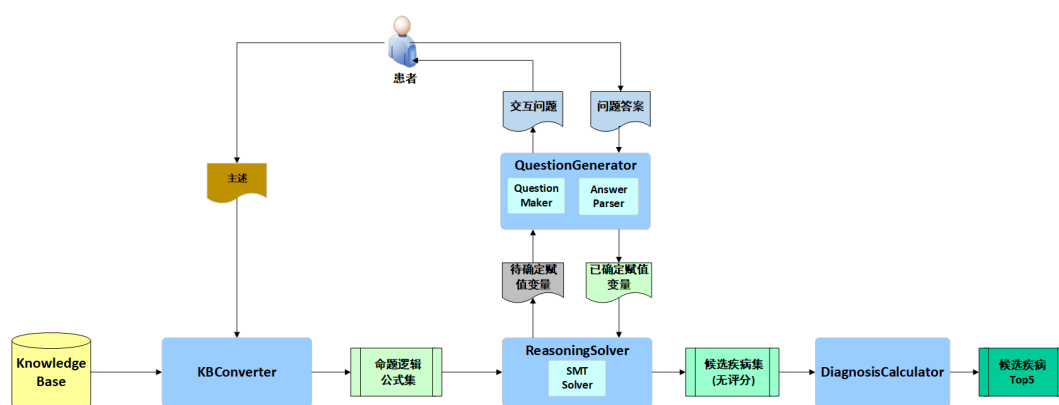 患者
交互问题
问题答案
QuestionGenerator
Question
Maker
Answer
Parser
主述
待确定赋
值变量
已确定赋值
变量
Knowledge
Base
KBConverter
命题逻辑
公式集
ReasoningSolver
SMT
Solver
候选疾病集
(无评分)
DiagnosisCalculator
候选疾病
Top5